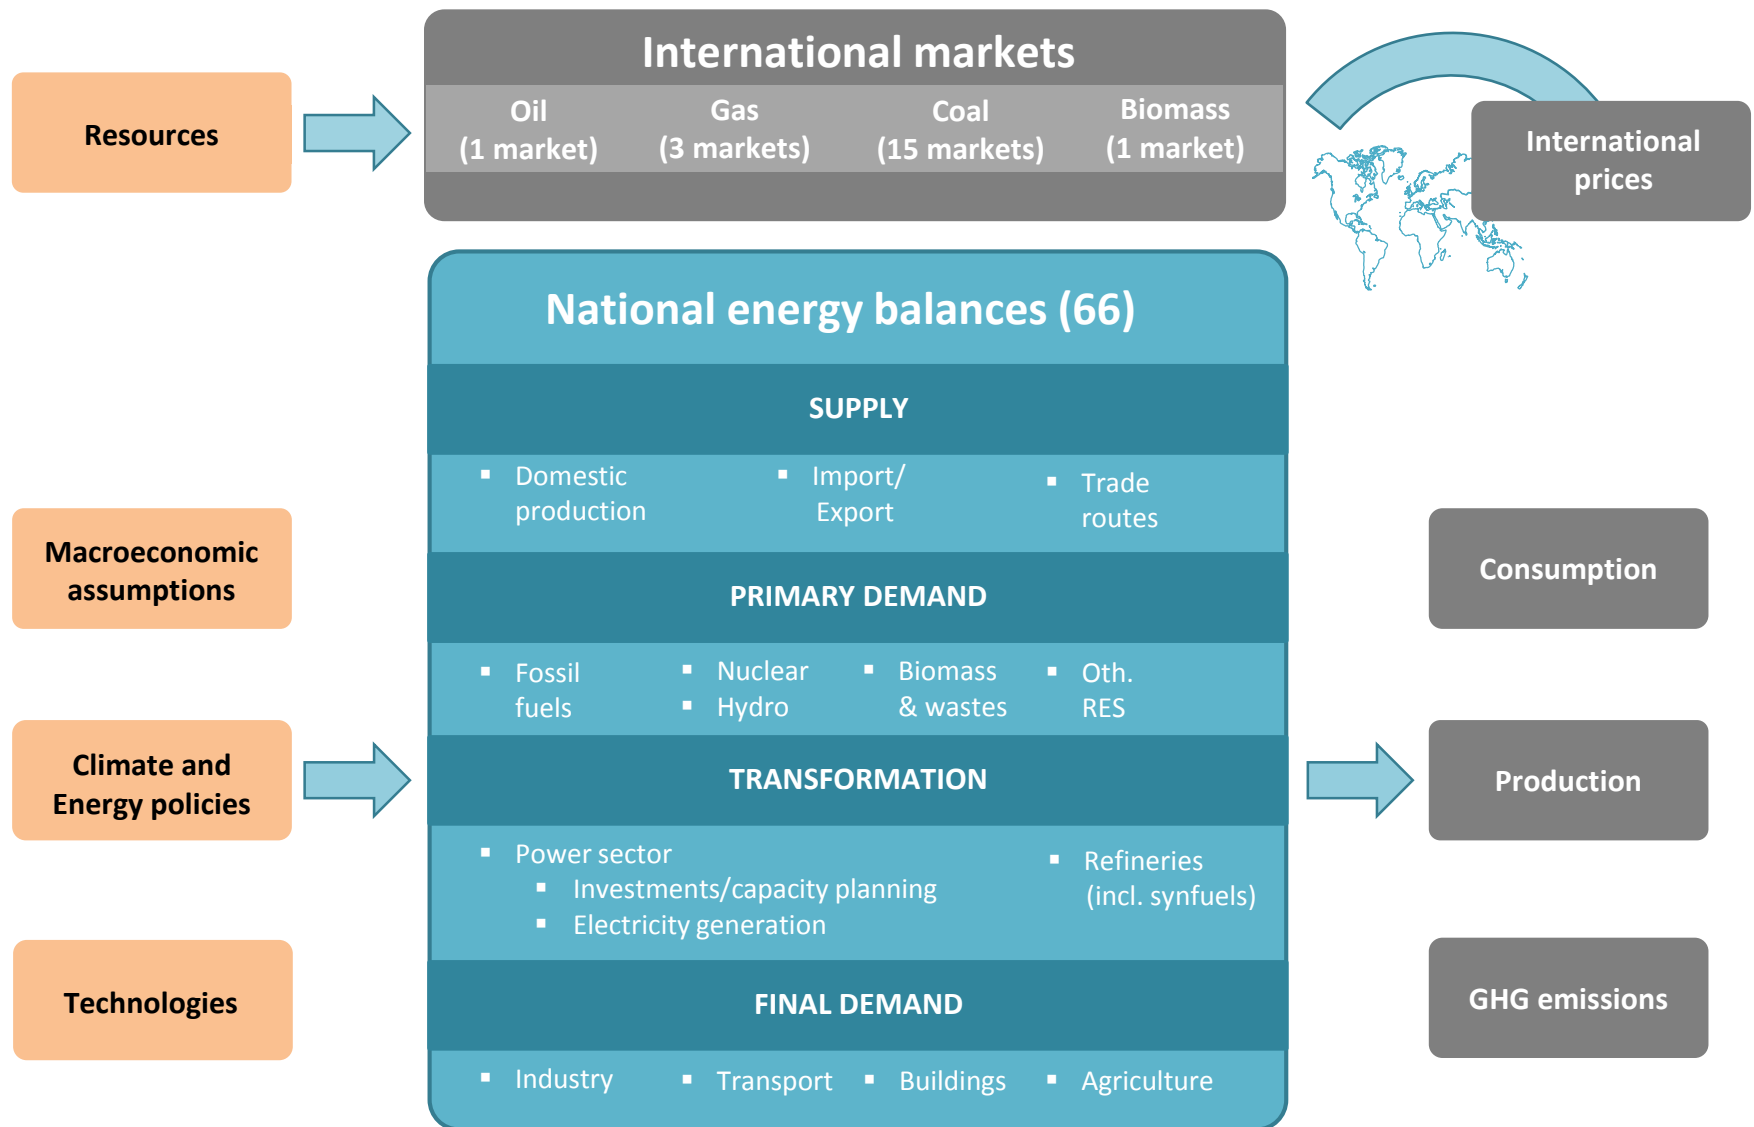 International markets
Resources
Oil
(1 market)
Gas
(3 markets)
Coal
(15 markets)
Biomass
(1 market)
International
prices
National energy balances (66)
SUPPLY
▪ Domestic
production
▪ Import/
Export
▪ Trade
routes
Macroeconomic
assumptions
Consumption
PRIMARY DEMAND
▪ Fossil
fuels
▪ Nuclear
▪ Hydro
▪ Biomass
& wastes
▪ Oth.
RES
Climate and
Energy policies
TRANSFORMATION
Production
▪ Power sector
▪ Investments/capacity planning
▪ Electricity generation
▪ Refineries
(incl. synfuels)
Technologies
FINAL DEMAND
GHG emissions
▪ Industry
▪ Transport
▪ Buildings
▪ Agriculture